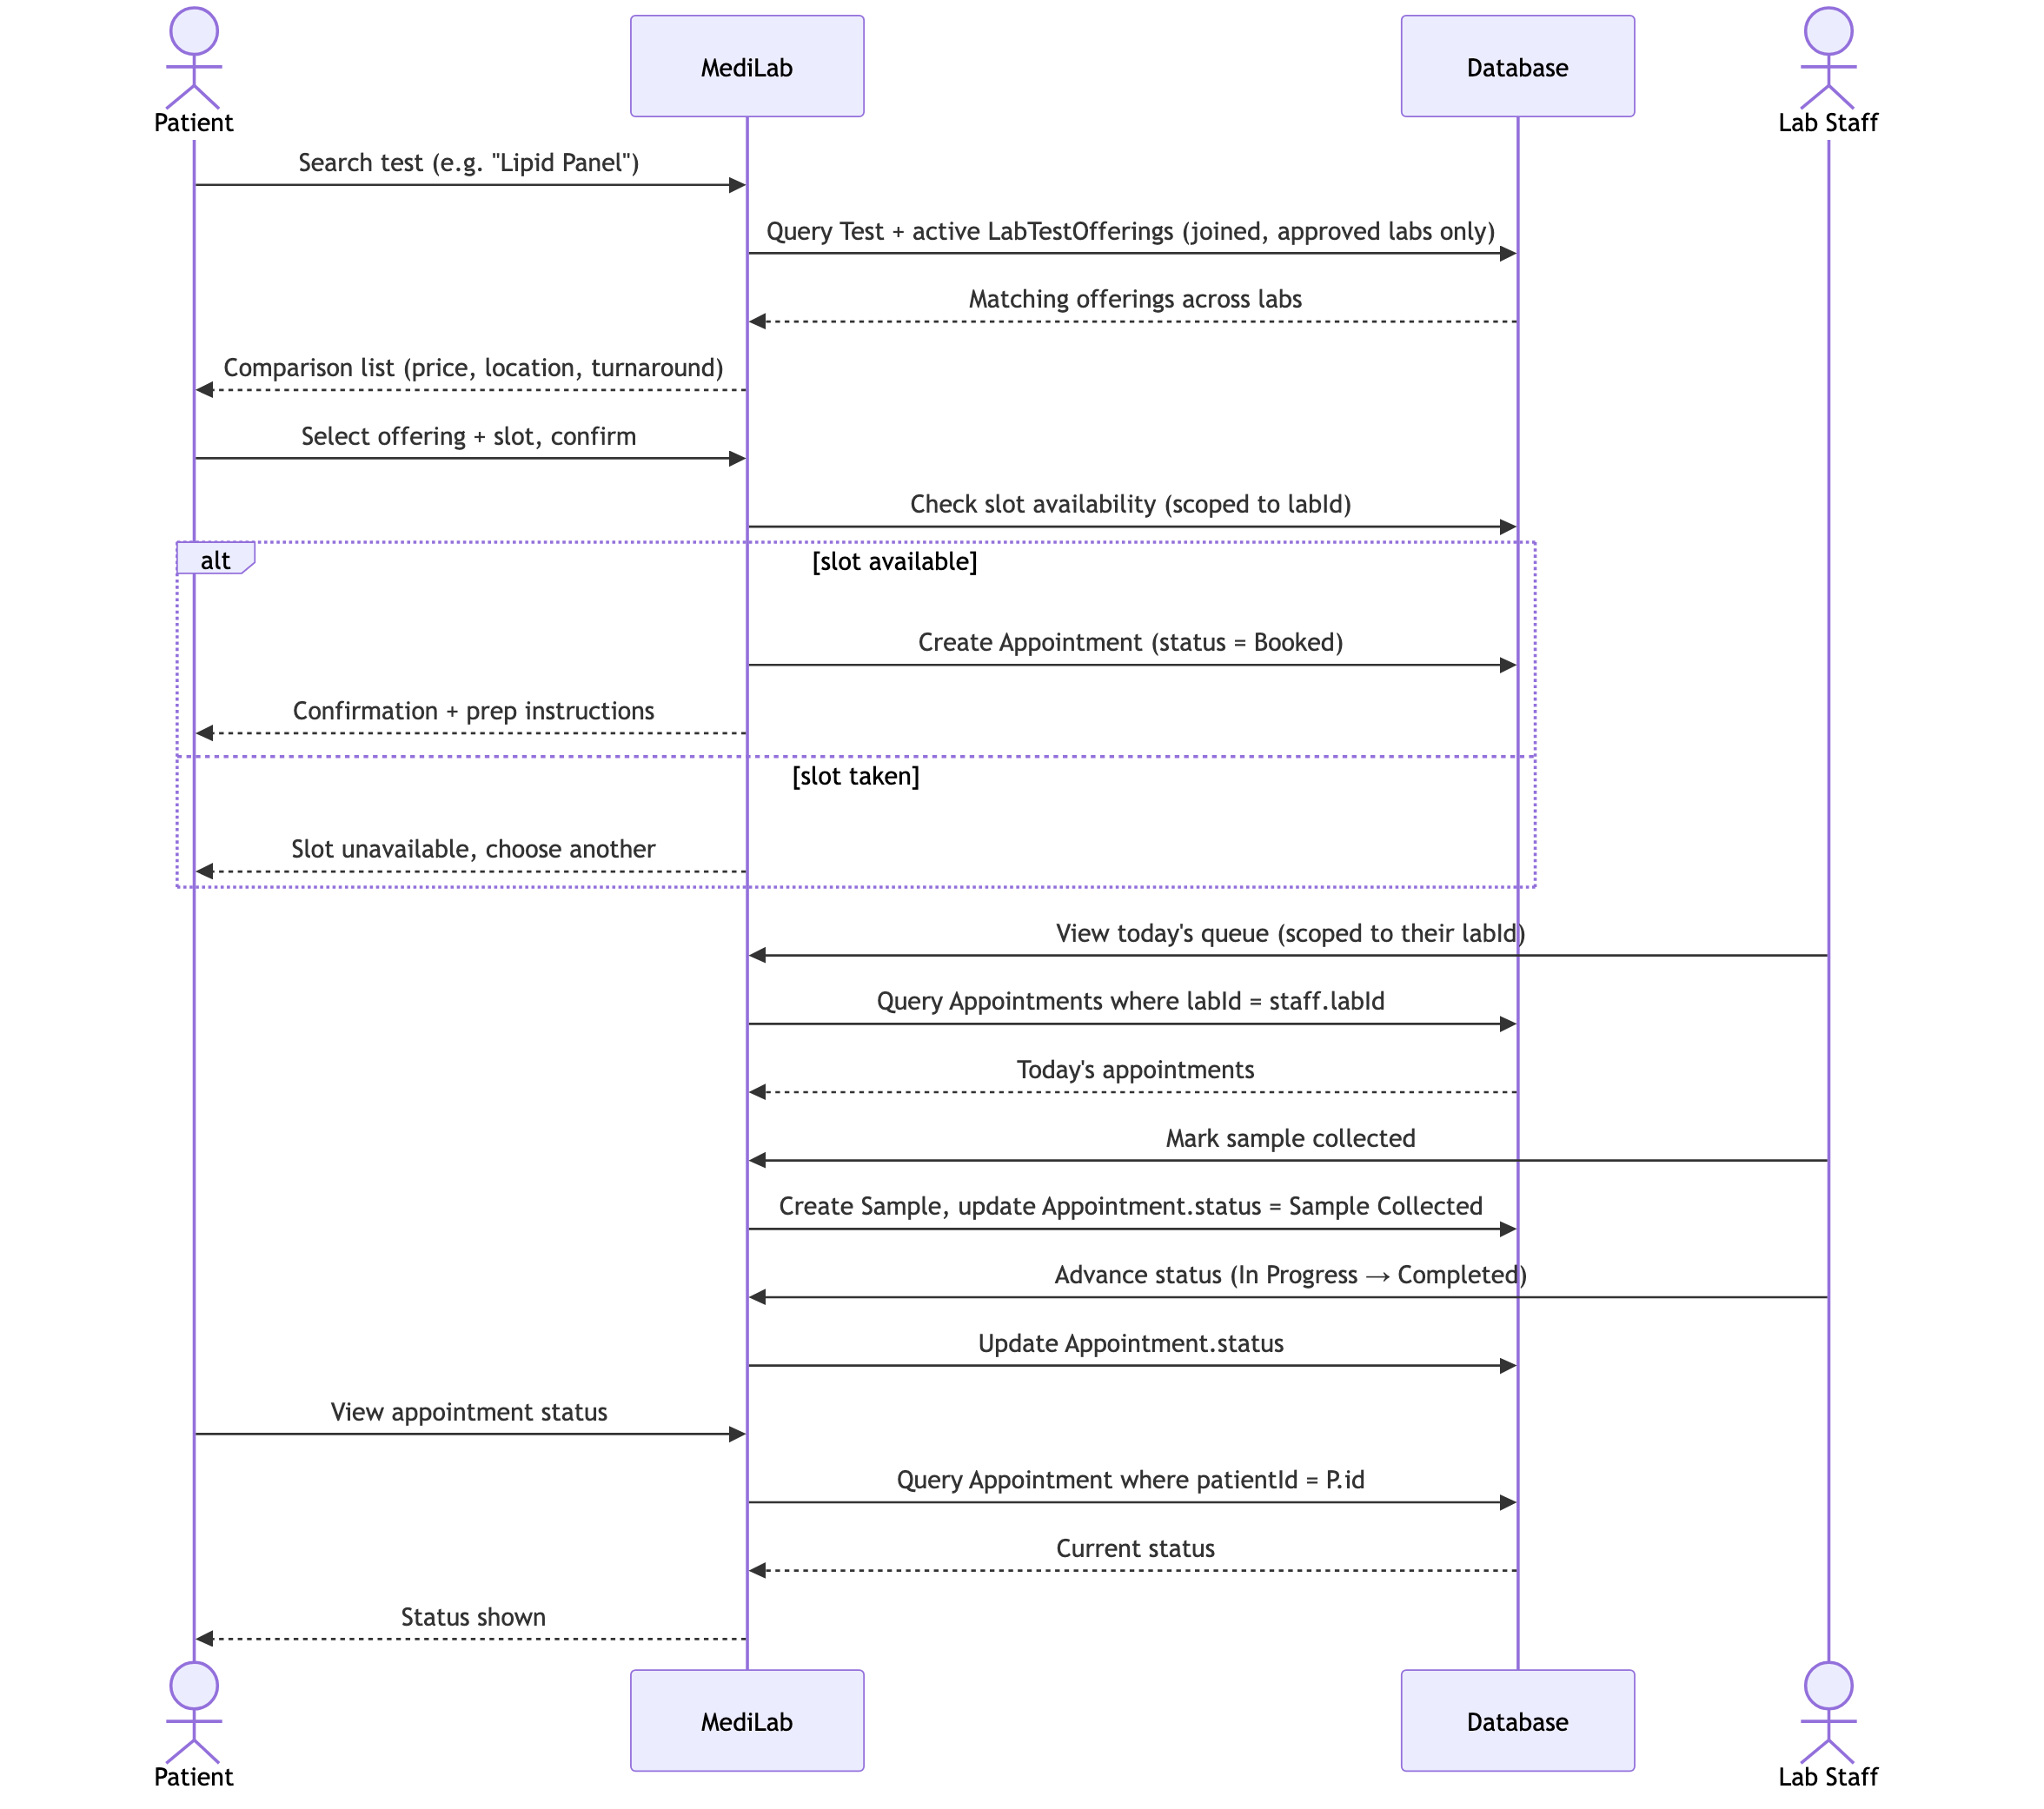 Patient
MediLab
Database
Lab Staff
Search test (e.g. "Lipid Panel")
Query Test + active LabTestOfferings (joined, approved labs only)
Matching offerings across labs
Comparison list (price, location, turnaround)
Select offering + slot, confirm
Check slot availability (scoped to labId)
alt
[slot available]
Create Appointment (status = Booked)
Confirmation + prep instructions
[slot taken]
Slot unavailable, choose another
View today's queue (scoped to their labId)
Query Appointments where labId = staff.labId
Today's appointments
Mark sample collected
Create Sample, update Appointment.status = Sample Collected
Advance status (In Progress → Completed)
Update Appointment.status
View appointment status
Query Appointment where patientId = P.id
Current status
Status shown
Patient
MediLab
Database
Lab Staff